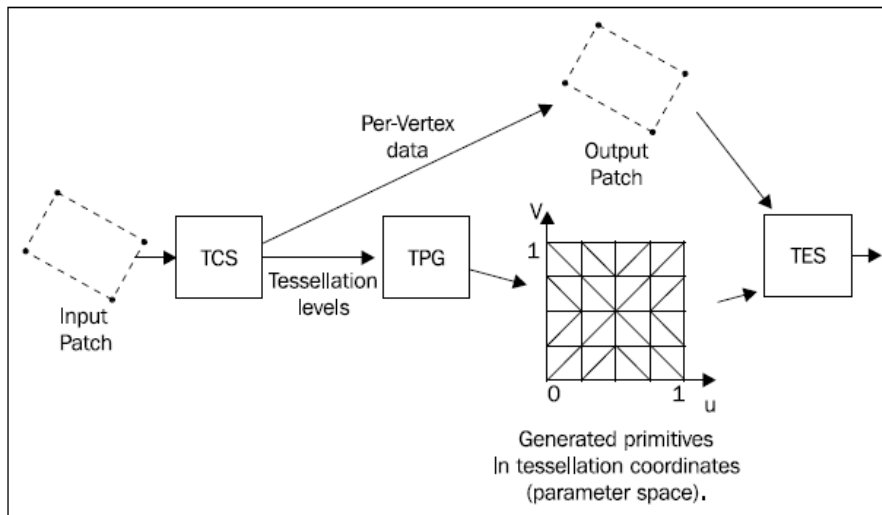 Per-Vertex
data
Output
Patch
Input
Patch
TCS
Tessellation
levels
TPG
V
1
0
1
u
TES
Generated primitives
In tessellation coordinates
(parameter space).